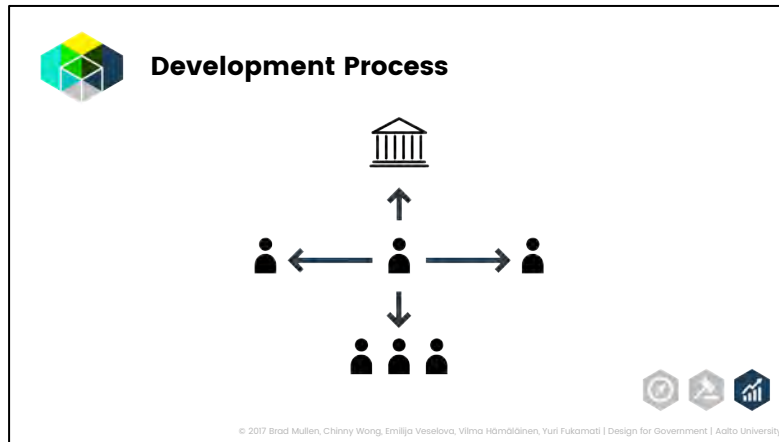 Development Process
© 2017 Brad Mullen, Chinny Wong, Emilija Veselova, Vilma Hämäläinen, Yuri Fukamati | Design for Government | Aalto University